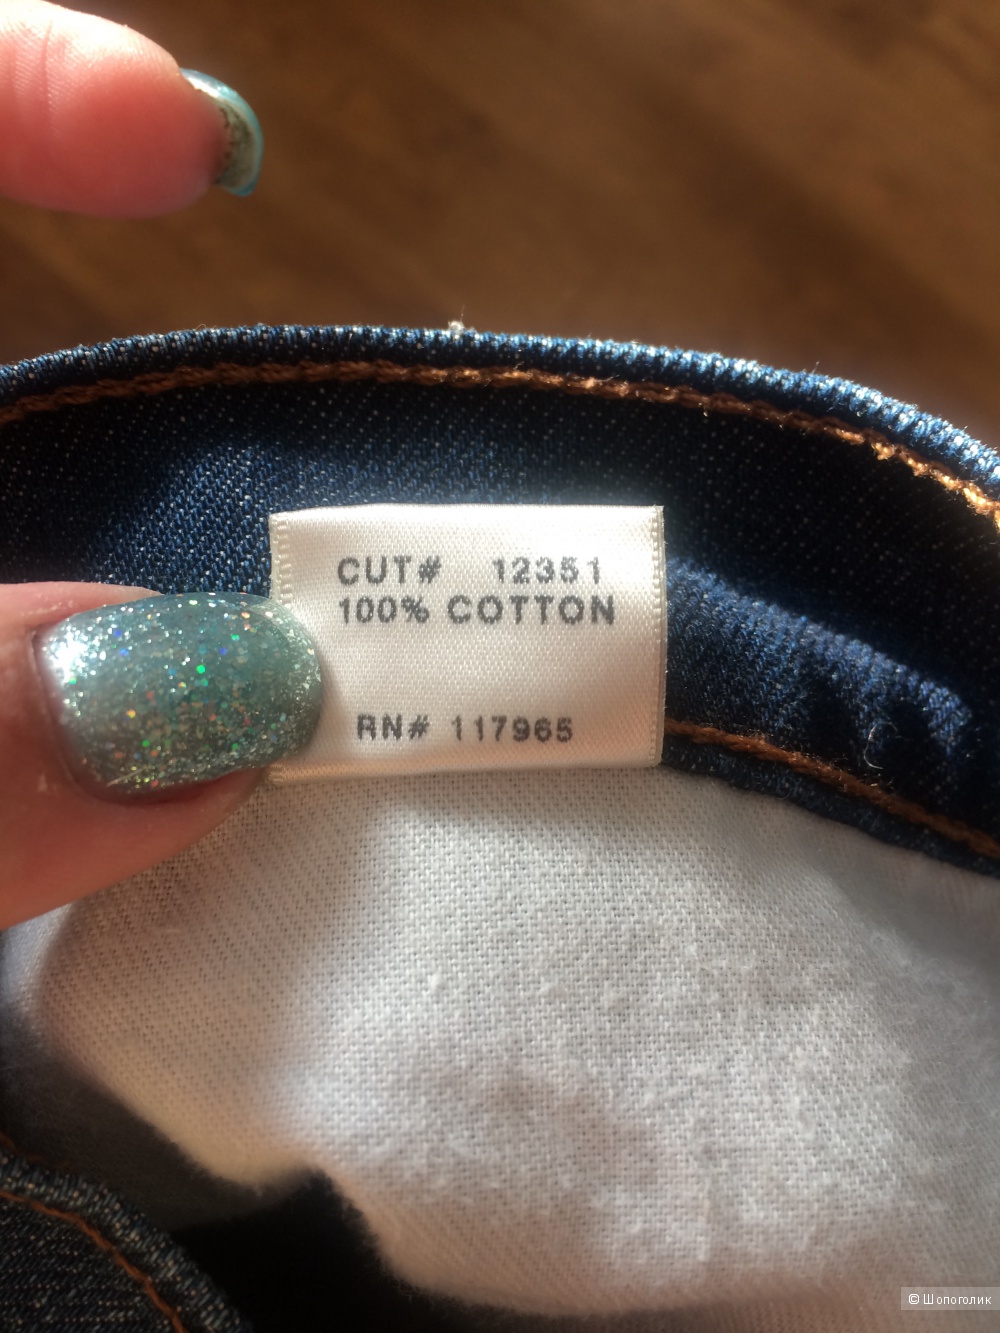 CUT# 12351
100% COTTON
RN# 117965
© Шопоголик